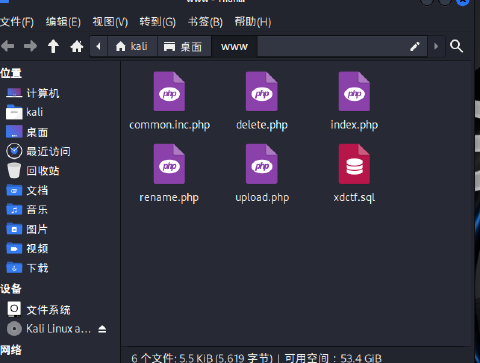 文件(F) 编辑(E) 视图(V) 转到(G) 书签(B) 帮助(H)
kali 桌面 www
位置
计算机
kali
桌面
最近访问
回收站
文档
音乐
图片
视频
下载
设备
文件系统
Kali Linux a...
网络
php php php
common.inc.php delete.php index.php
php php
rename.php upload.php xdctf.sql
6 个文件: 5.5 KiB (5,619 字节) | 可用空间：53.4 GiB